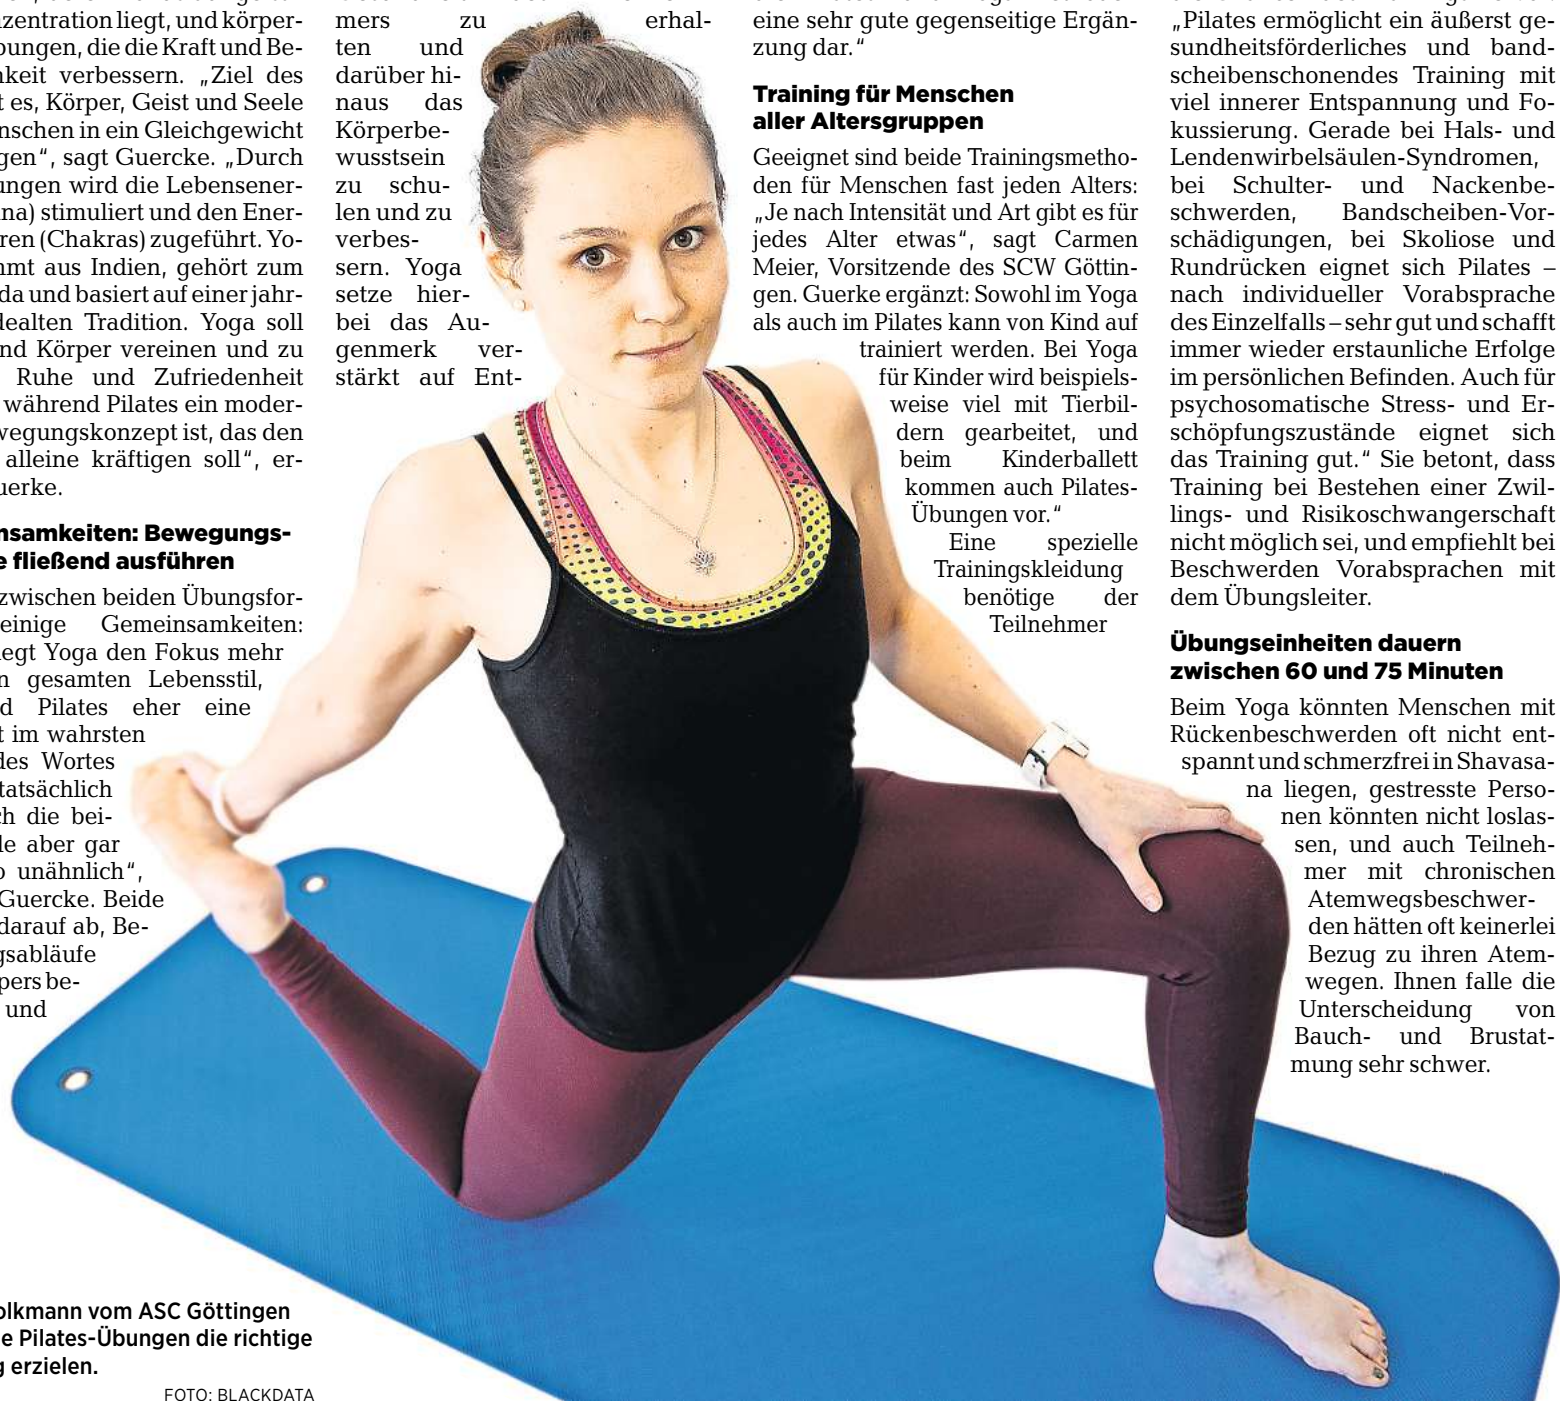 zentration liegt, und körper-
bungen, die die Kraft und Be-
hkeit verbessern. „Ziel des
t es, Körper, Geist und Seele
nschen in ein Gleichgewicht
gen“, sagt Guercke. „Durch
ungen wird die Lebensener-
na) stimuliert und den Ener-
ren (Chakras) zugeführt. Yo-
mmt aus Indien, gehört zum
da und basiert auf einer jahr-
dealten Tradition. Yoga soll
nd Körper vereinen und zu
Ruhe und Zufriedenheit
während Pilates ein moder-
wegungskonzept ist, das den
alleine kräftigen soll“, er-
uerke.
nsamkeiten: Bewegungs-
e fließend ausführen
zwischen beiden Übungsfor-
einige Gemeinsamkeiten:
legt Yoga den Fokus mehr
n gesamten Lebensstil,
d Pilates eher eine
t im wahrsten
des Wortes
tatsächlich
ch die bei-
le aber gar
o unähnlich“,
Guercke. Beide
darauf ab, Be-
gsabläufe
pers be-
und
olkmann vom ASC Göttingen
e Pilates-Übungen die richtige
g erzielen.
FOTO: BLACKDATA
mers zu erhal-
ten und
darüber hi-
naus das
Körperbe-
wusstsein
zu schu-
len und zu
verbes-
sern. Yoga
setze hier-
bei das Au-
genmerk ver-
stärkt auf Ent-
eine sehr gute gegenseitige Ergän-
zung dar.“
Training für Menschen
aller Altersgruppen
Geeignet sind beide Trainingsmetho-
den für Menschen fast jeden Alters:
„Je nach Intensität und Art gibt es für
jedes Alter etwas“, sagt Carmen
Meier, Vorsitzende des SCW Göttin-
gen. Guerke ergänzt: Sowohl im Yoga
als auch im Pilates kann von Kind auf
trainiert werden. Bei Yoga
für Kinder wird beispiels-
weise viel mit Tierbil-
dern gearbeitet, und
beim Kinderballett
kommen auch Pilates-
Übungen vor.“
Eine spezielle
Trainingskleidung
benötige der
Teilnehmer
„Pilates ermöglicht ein äußerst ge-
sundheitsförderliches und band-
scheibenschonendes Training mit
viel innerer Entspannung und Fo-
kussierung. Gerade bei Hals- und
Lendenwirbelsäulen-Syndromen,
bei Schulter- und Nackenbe-
schwerden, Bandscheiben-Vor-
schädigungen, bei Skoliose und
Rundrücken eignet sich Pilates –
nach individueller Vorabsprache
des Einzelfalls – sehr gut und schafft
immer wieder erstaunliche Erfolge
im persönlichen Befinden. Auch für
psychosomatische Stress- und Er-
schöpfungszustände eignet sich
das Training gut.“ Sie betont, dass
Training bei Bestehen einer Zwil-
lings- und Risikoschwangerschaft
nicht möglich sei, und empfiehlt bei
Beschwerden Vorabsprachen mit
dem Übungsleiter.
Übungseinheiten dauern
zwischen 60 und 75 Minuten
Beim Yoga könnten Menschen mit
Rückenbeschwerden oft nicht ent-
spannt und schmerzfrei in Shavasa-
na liegen, gestresste Perso-
nen könnten nicht loslas-
sen, und auch Teilneh-
mer mit chronischen
Atemwegsbeschwer-
den hätten oft keinerlei
Bezug zu ihren Atem-
wegen. Ihnen falle die
Unterscheidung von
Bauch- und Brustat-
mung sehr schwer.